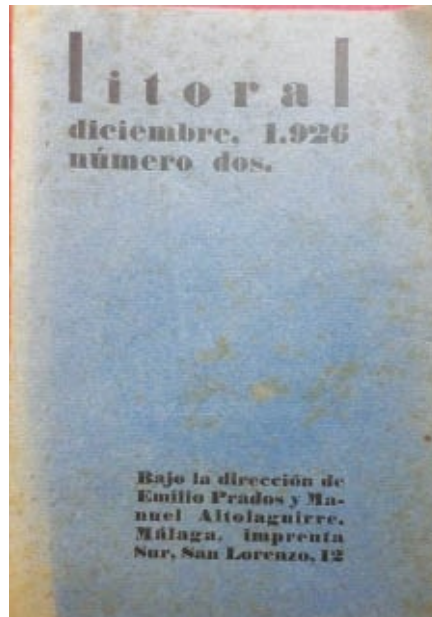 litoral
diciembre, 1.926
número dos.
Bajo la dirección de
Emilio Prados y Ma-
nuel Altolaguirre.
Málaga, imprenta
Sur, San Lorenzo, 12